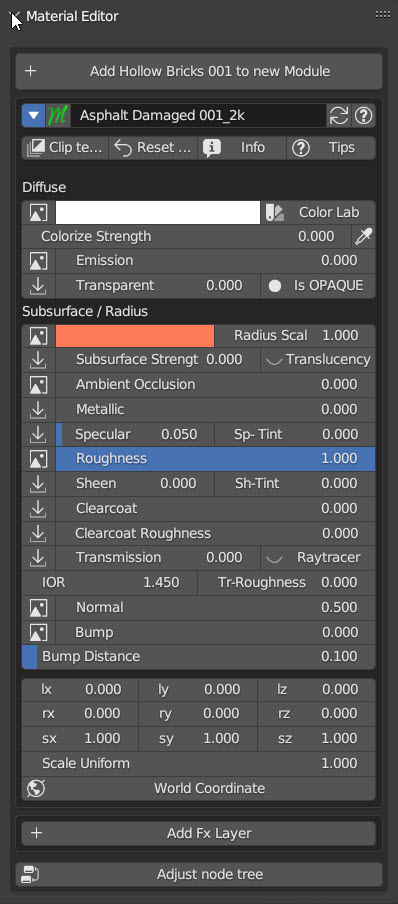 Material Editor
Add Hollow Bricks 001 to new Module
Asphalt Damaged 001_2k
Clip te... Reset ... Info Tips
Diffuse
Color Lab
Colorize Strength 0.000
Emission 0.000
Transparent 0.000 Is OPAQUE
Subsurface / Radius
Radius Scal 1.000
Subsurface Strengt 0.000 Translucency
Ambient Occlusion 0.000
Metallic 0.000
Specular 0.050 Sp- Tint 0.000
Roughness 1.000
Sheen 0.000 Sh-Tint 0.000
Clearcoat 0.000
Clearcoat Roughness 0.000
Transmission 0.000 Raytracer
IOR 1.450 Tr-Roughness 0.000
Normal 0.500
Bump 0.000
Bump Distance 0.100
lx 0.000 ly 0.000 lz 0.000
rx 0.000 ry 0.000 rz 0.000
sx 1.000 sy 1.000 sz 1.000
Scale Uniform 1.000
World Coordinate
Add Fx Layer
Adjust node tree